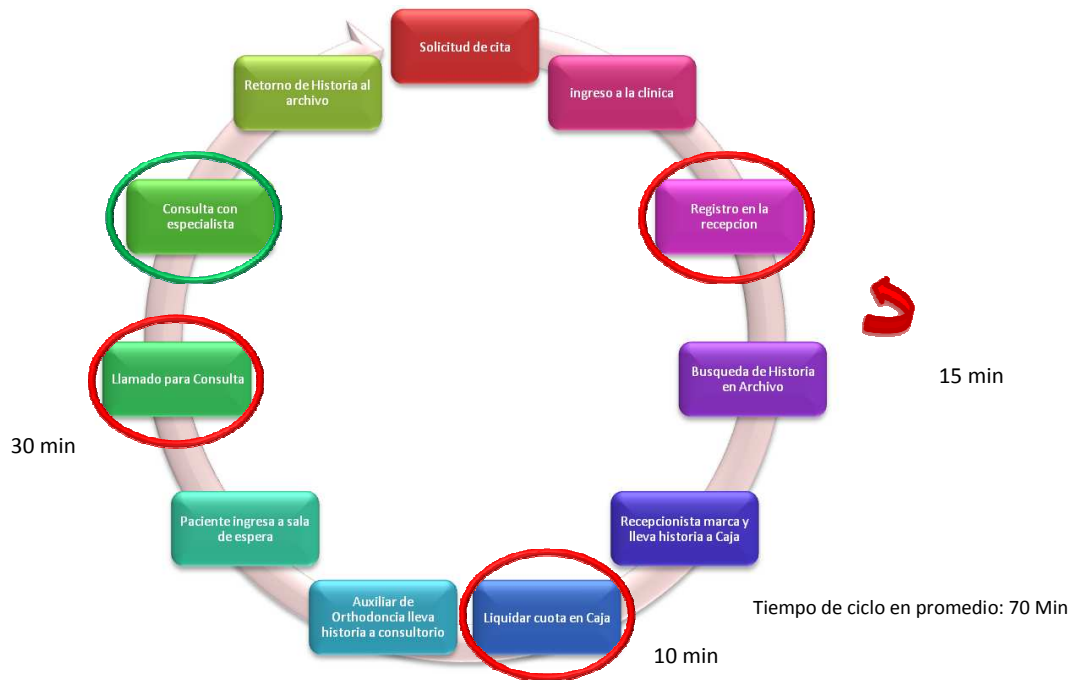 Solicitud de cita
ingreso a la clinica
Registro en la
recepcion
Busqueda de Historia
en Archivo
15 min
Recepcionista marca y
lleva historia a Caja
Tiempo de ciclo en promedio: 70 Min
Liquidar cuota en Caja
10 min
Auxiliar de
Orthodoncia lleva
historia a consultorio
Paciente ingresa a sala
de espera
30 min
Llamado para Consulta
Consulta con
especialista
Retorno de Historia al
archivo